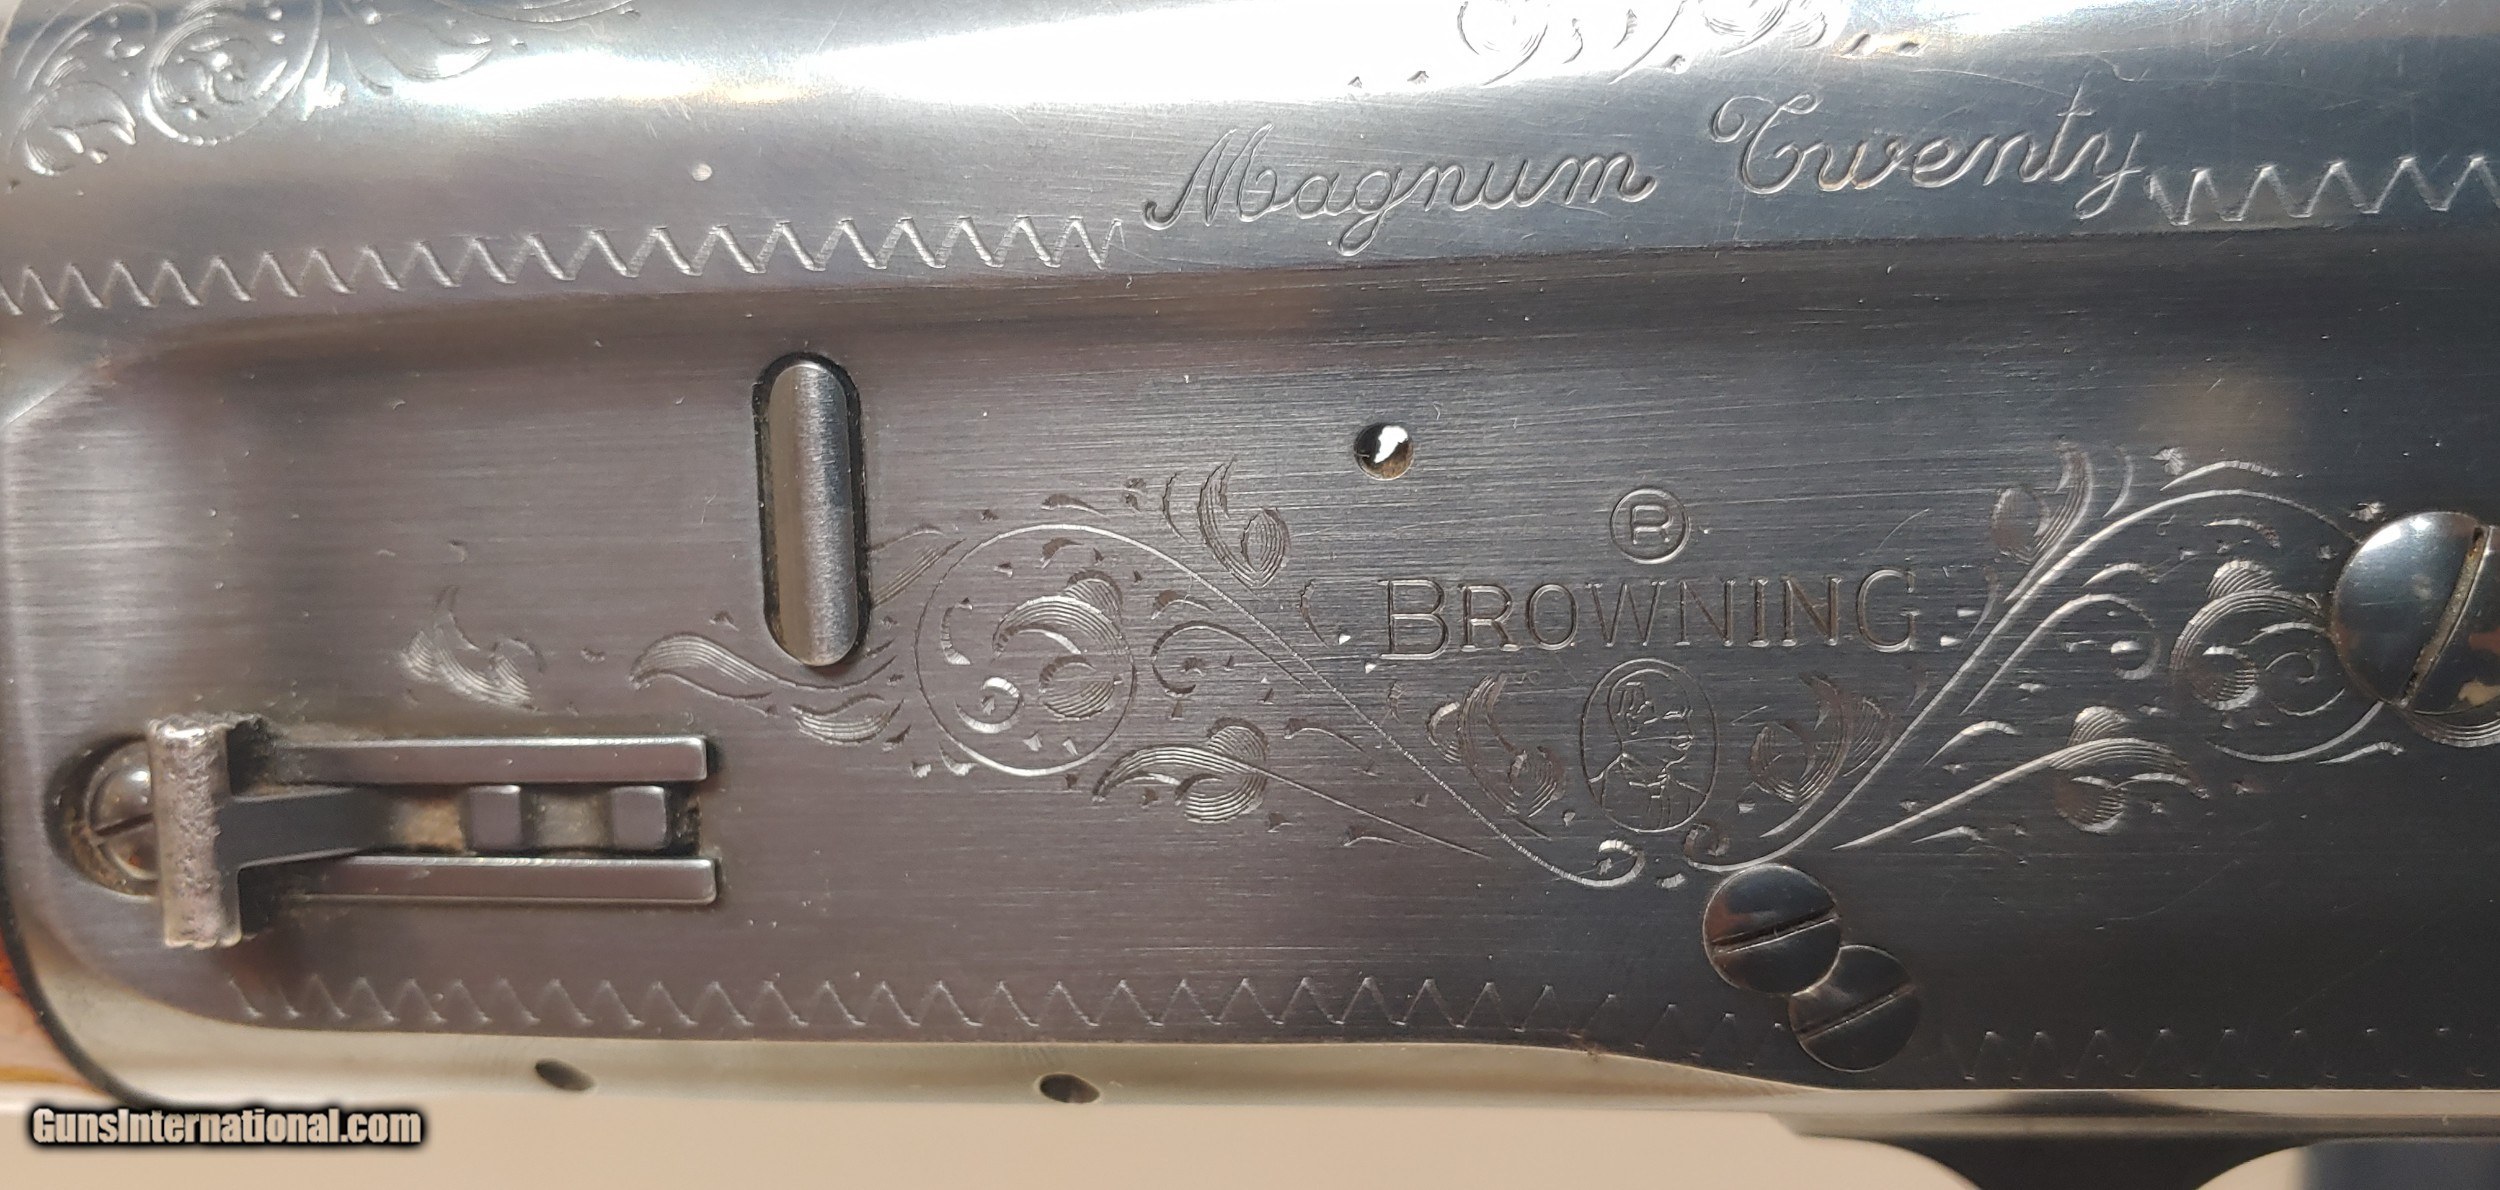 Magnum Twenty
®
BROWNING
GunsInternational.com